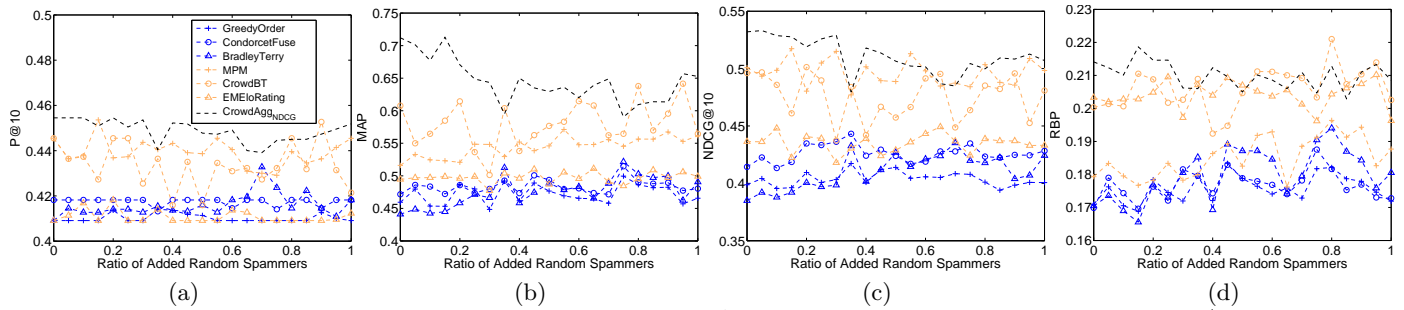 0.5
0.48
0.46
0.44
0.42
0.4
P@10
0 0.2 0.4 0.6 0.8 1
Ratio of Added Random Spammers
GreedyOrder
CondorcetFuse
BradleyTerry
MPM
CrowdBT
EMEloRating
CrowdAgg_NDCG
(a)
0.75
0.7
0.65
0.6
0.55
0.5
0.45
0.4
MAP
0 0.2 0.4 0.6 0.8 1
Ratio of Added Random Spammers
(b)
0.55
0.5
0.45
0.4
0.35
NDCG@10
0 0.2 0.4 0.6 0.8 1
Ratio of Added Random Spammers
(c)
0.23
0.22
0.21
0.2
0.19
0.18
0.17
0.16
RBP
0 0.2 0.4 0.6 0.8 1
Ratio of Added Random Spammers
(d)